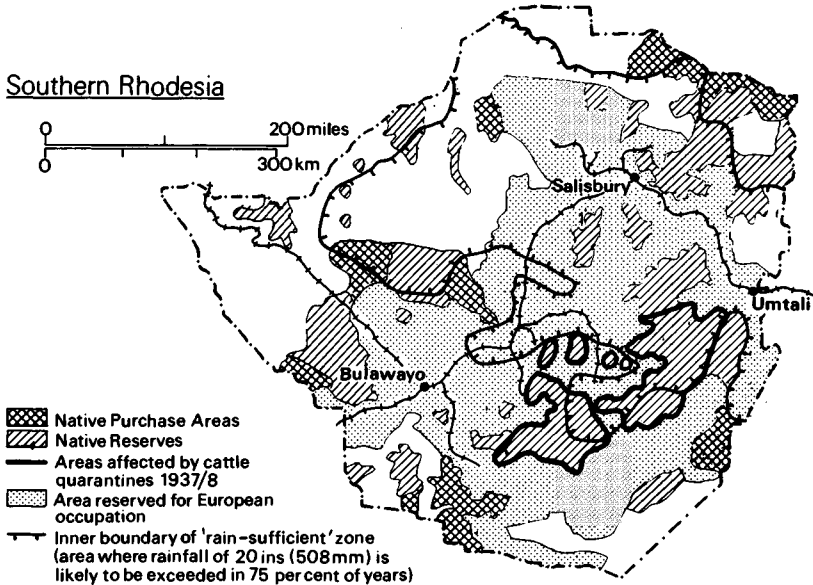 Southern Rhodesia
0 200 miles
0 300 km
Salisbury
Umtali
Bulawayo
Native Purchase Areas
Native Reserves
Areas affected by cattle
quarantines 1937/8
Area reserved for European
occupation
Inner boundary of 'rain-sufficient' zone
(area where rainfall of 20 ins (508mm) is
likely to be exceeded in 75 per cent of years)